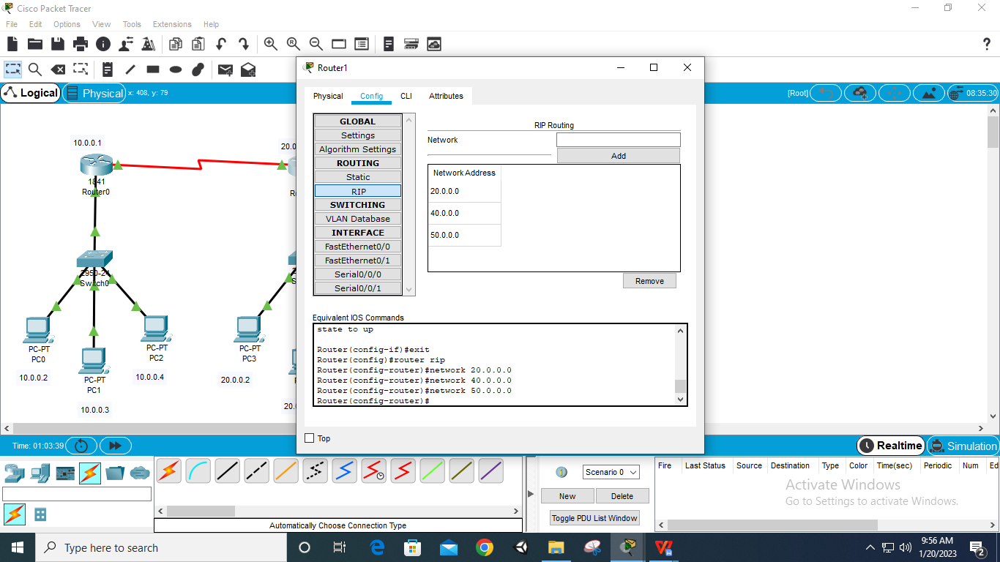 Cisco Packet Tracer
File Edit Options View Tools Extensions Help
?
Logical
Physical
x: 408, y: 79
[Root]
08:35:30
10.0.0.1
1841
Router0
20.0
2950-24
Switch0
PC-PT
PC0
10.0.0.2
PC-PT
PC1
10.0.0.3
PC-PT
PC2
10.0.0.4
PC-PT
PC3
20.0.0.2
20.
Router1
Physical Config CLI Attributes
GLOBAL
Settings
Algorithm Settings
ROUTING
Static
RIP
SWITCHING
VLAN Database
INTERFACE
FastEthernet0/0
FastEthernet0/1
Serial0/0/0
Serial0/0/1
RIP Routing
Network
Add
Network Address
20.0.0.0
40.0.0.0
50.0.0.0
Remove
Equivalent IOS Commands
state to up
Router(config-if)#exit
Router(config)#router rip
Router(config-router)#network 20.0.0.0
Router(config-router)#network 40.0.0.0
Router(config-router)#network 50.0.0.0
Router(config-router)#
Top
Time: 01:03:39
Realtime
Simulation
Automatically Choose Connection Type
Scenario 0
New
Delete
Toggle PDU List Window
Fire Last Status Source Destination Type Color Time(sec) Periodic Num Ed
Activate Windows
Go to Settings to activate Windows.
Type here to search
9:56 AM
1/20/2023
2